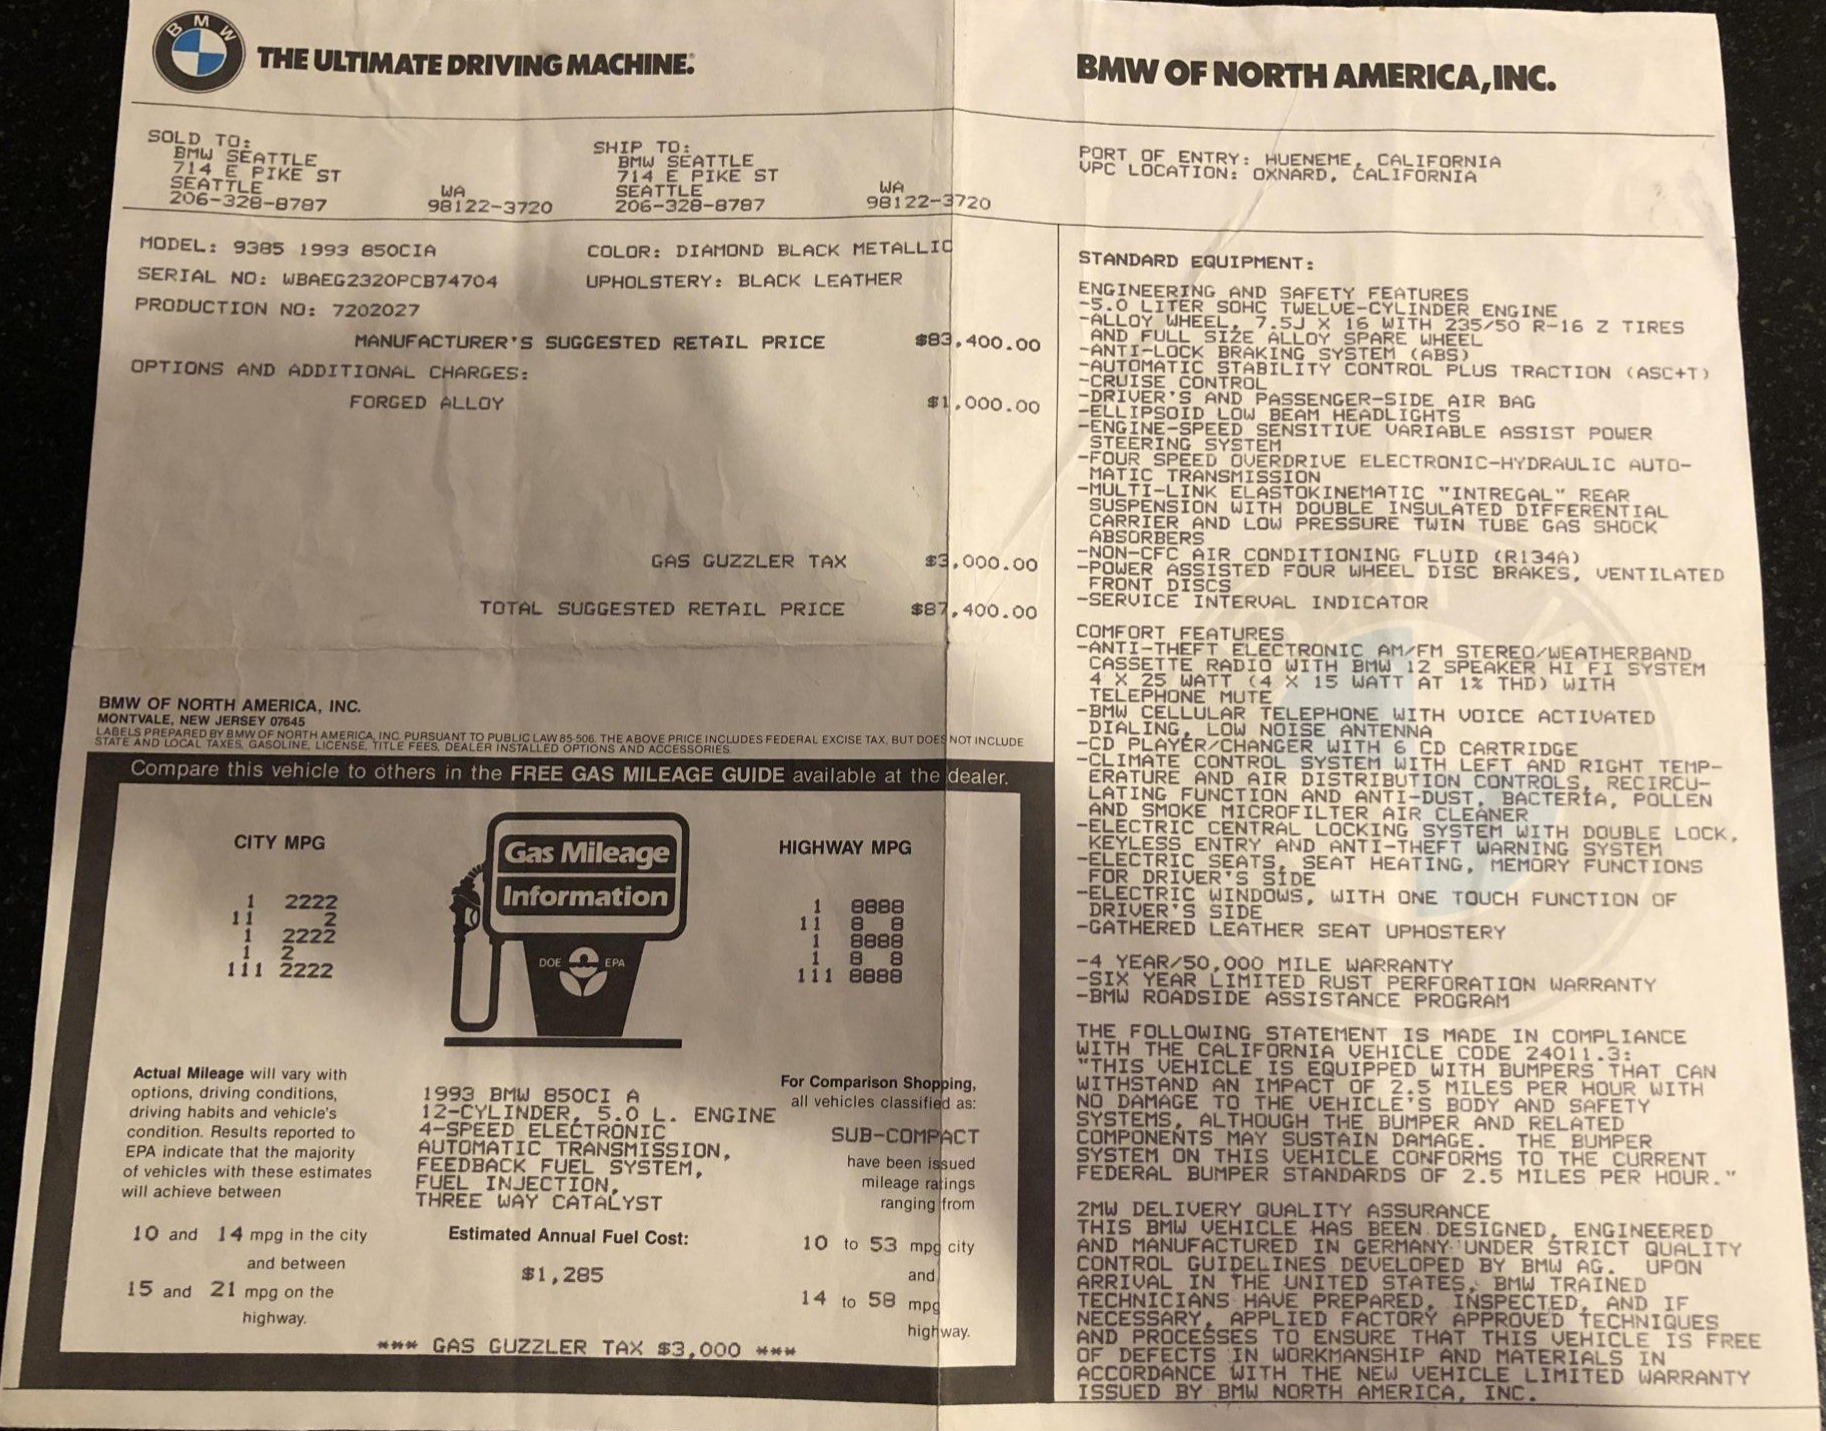 BMW
THE ULTIMATE DRIVING MACHINE.
BMW OF NORTH AMERICA, INC.
SOLD TO:
BMW SEATTLE
714 E PIKE ST
SEATTLE WA
206-328-8787 98122-3720
SHIP TO:
BMW SEATTLE
714 E PIKE ST
SEATTLE WA
206-328-8787 98122-3720
PORT OF ENTRY: HUENEME, CALIFORNIA
VPC LOCATION: OXNARD, CALIFORNIA
MODEL: 9385 1993 850CIA COLOR: DIAMOND BLACK METALLIC
SERIAL NO: WBAEG2320PCB74704 UPHOLSTERY: BLACK LEATHER
PRODUCTION NO: 7202027
MANUFACTURER'S SUGGESTED RETAIL PRICE $83,400.00
OPTIONS AND ADDITIONAL CHARGES:
FORGED ALLOY $1,000.00
GAS GUZZLER TAX $3,000.00
TOTAL SUGGESTED RETAIL PRICE $87,400.00
BMW OF NORTH AMERICA, INC.
MONTVALE, NEW JERSEY 07645
LABELS PREPARED BY BMW OF NORTH AMERICA, INC. PURSUANT TO PUBLIC LAW 85-506. THE ABOVE PRICE INCLUDES FEDERAL EXCISE TAX, BUT DOES NOT INCLUDE
STATE AND LOCAL TAXES, GASOLINE, LICENSE, TITLE FEES, DEALER INSTALLED OPTIONS AND ACCESSORIES.
Compare this vehicle to others in the FREE GAS MILEAGE GUIDE available at the dealer.
CITY MPG
12
Gas Mileage
Information
DOE EPA
HIGHWAY MPG
18
Actual Mileage will vary with
options, driving conditions,
driving habits and vehicle's
condition. Results reported to
EPA indicate that the majority
of vehicles with these estimates
will achieve between
10 and 14 mpg in the city
and between
15 and 21 mpg on the
highway.
1993 BMW 850CI A
12-CYLINDER, 5.0 L. ENGINE
4-SPEED ELECTRONIC
AUTOMATIC TRANSMISSION,
FEEDBACK FUEL SYSTEM,
FUEL INJECTION,
THREE WAY CATALYST
Estimated Annual Fuel Cost:
$1,285
For Comparison Shopping,
all vehicles classified as:
SUB-COMPACT
have been issued
mileage ratings
ranging from
10 to 53 mpg city
and
14 to 58 mpg
highway.
*** GAS GUZZLER TAX $3,000 ***
STANDARD EQUIPMENT:
ENGINEERING AND SAFETY FEATURES
-5.0 LITER SOHC TWELVE-CYLINDER ENGINE
-ALLOY WHEEL, 7.5J X 16 WITH 235/50 R-16 Z TIRES
AND FULL SIZE ALLOY SPARE WHEEL
-ANTI-LOCK BRAKING SYSTEM (ABS)
-AUTOMATIC STABILITY CONTROL PLUS TRACTION (ASC+T)
-CRUISE CONTROL
-DRIVER'S AND PASSENGER-SIDE AIR BAG
-ELLIPSOID LOW BEAM HEADLIGHTS
-ENGINE-SPEED SENSITIVE VARIABLE ASSIST POWER
STEERING SYSTEM
-FOUR SPEED OVERDRIVE ELECTRONIC-HYDRAULIC AUTO-
MATIC TRANSMISSION
-MULTI-LINK ELASTOKINEMATIC "INTREGAL" REAR
SUSPENSION WITH DOUBLE INSULATED DIFFERENTIAL
CARRIER AND LOW PRESSURE TWIN TUBE GAS SHOCK
ABSORBERS
-NON-CFC AIR CONDITIONING FLUID (R134A)
-POWER ASSISTED FOUR WHEEL DISC BRAKES, VENTILATED
FRONT DISCS
-SERVICE INTERVAL INDICATOR
COMFORT FEATURES
-ANTI-THEFT ELECTRONIC AM/FM STEREO/WEATHERBAND
CASSETTE RADIO WITH BMW 12 SPEAKER HI FI SYSTEM
4 X 25 WATT (4 X 15 WATT AT 1% THD) WITH
TELEPHONE MUTE
-BMW CELLULAR TELEPHONE WITH VOICE ACTIVATED
DIALING, LOW NOISE ANTENNA
-CD PLAYER/CHANGER WITH 6 CD CARTRIDGE
-CLIMATE CONTROL SYSTEM WITH LEFT AND RIGHT TEMP-
ERATURE AND AIR DISTRIBUTION CONTROLS, RECIRCU-
LATING FUNCTION AND ANTI-DUST, BACTERIA, POLLEN
AND SMOKE MICROFILTER AIR CLEANER
-ELECTRIC CENTRAL LOCKING SYSTEM WITH DOUBLE LOCK,
KEYLESS ENTRY AND ANTI-THEFT WARNING SYSTEM
-ELECTRIC SEATS, SEAT HEATING, MEMORY FUNCTIONS
FOR DRIVER'S SIDE
-ELECTRIC WINDOWS, WITH ONE TOUCH FUNCTION OF
DRIVER'S SIDE
-GATHERED LEATHER SEAT UPHOSTERY
-4 YEAR/50,000 MILE WARRANTY
-SIX YEAR LIMITED RUST PERFORATION WARRANTY
-BMW ROADSIDE ASSISTANCE PROGRAM
THE FOLLOWING STATEMENT IS MADE IN COMPLIANCE
WITH THE CALIFORNIA VEHICLE CODE 24011.3:
"THIS VEHICLE IS EQUIPPED WITH BUMPERS THAT CAN
WITHSTAND AN IMPACT OF 2.5 MILES PER HOUR WITH
NO DAMAGE TO THE VEHICLE'S BODY AND SAFETY
SYSTEMS, ALTHOUGH THE BUMPER AND RELATED
COMPONENTS MAY SUSTAIN DAMAGE. THE BUMPER
SYSTEM ON THIS VEHICLE CONFORMS TO THE CURRENT
FEDERAL BUMPER STANDARDS OF 2.5 MILES PER HOUR."
2MW DELIVERY QUALITY ASSURANCE
THIS BMW VEHICLE HAS BEEN DESIGNED, ENGINEERED
AND MANUFACTURED IN GERMANY UNDER STRICT QUALITY
CONTROL GUIDELINES DEVELOPED BY BMW AG. UPON
ARRIVAL IN THE UNITED STATES, BMW TRAINED
TECHNICIANS HAVE PREPARED, INSPECTED, AND IF
NECESSARY, APPLIED FACTORY APPROVED TECHNIQUES
AND PROCESSES TO ENSURE THAT THIS VEHICLE IS FREE
OF DEFECTS IN WORKMANSHIP AND MATERIALS IN
ACCORDANCE WITH THE NEW VEHICLE LIMITED WARRANTY
ISSUED BY BMW NORTH AMERICA, INC.